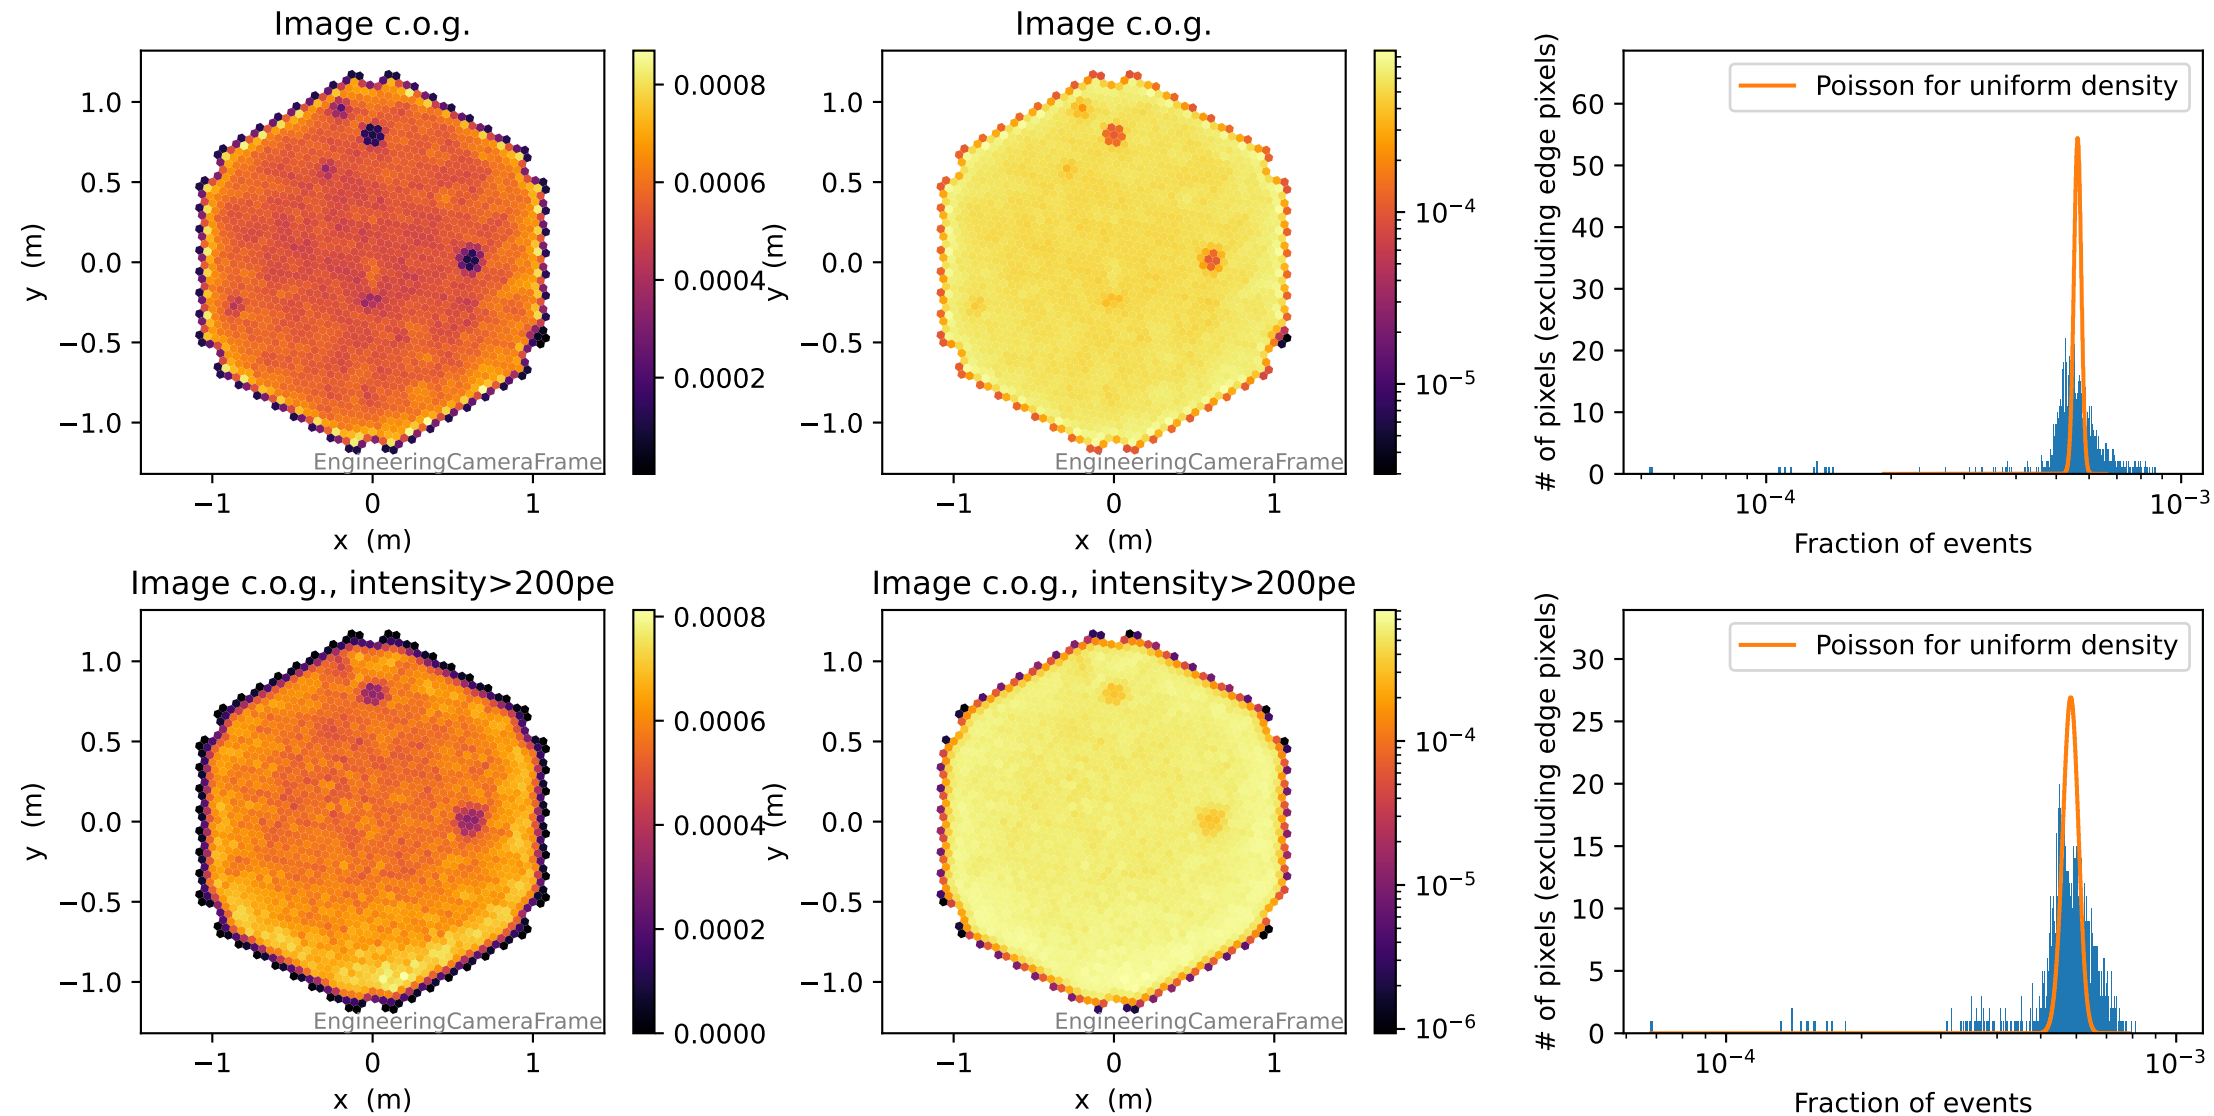 Image c.o.g.
y (m)
1.0
0.5
0.0
−0.5
−1.0
−1
0
1
x (m)
EngineeringCameraFrame
0.0008
0.0006
0.0004
0.0002
Image c.o.g.
y (m)
1.0
0.5
0.0
−0.5
−1.0
−1
0
1
x (m)
EngineeringCameraFrame
10⁻⁴
10⁻⁵
# of pixels (excluding edge pixels)
60
50
40
30
20
10
0
Poisson for uniform density
10⁻⁴
10⁻³
Fraction of events
Image c.o.g., intensity>200pe
y (m)
1.0
0.5
0.0
−0.5
−1.0
−1
0
1
x (m)
EngineeringCameraFrame
0.0008
0.0006
0.0004
0.0002
0.0000
Image c.o.g., intensity>200pe
y (m)
1.0
0.5
0.0
−0.5
−1.0
−1
0
1
x (m)
EngineeringCameraFrame
10⁻⁴
10⁻⁵
10⁻⁶
# of pixels (excluding edge pixels)
30
25
20
15
10
5
0
Poisson for uniform density
10⁻⁴
10⁻³
Fraction of events